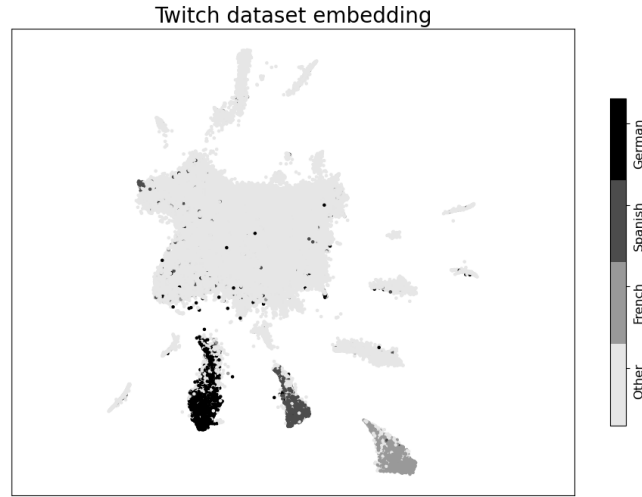 Twitch dataset embedding
German
Spanish
French
Other